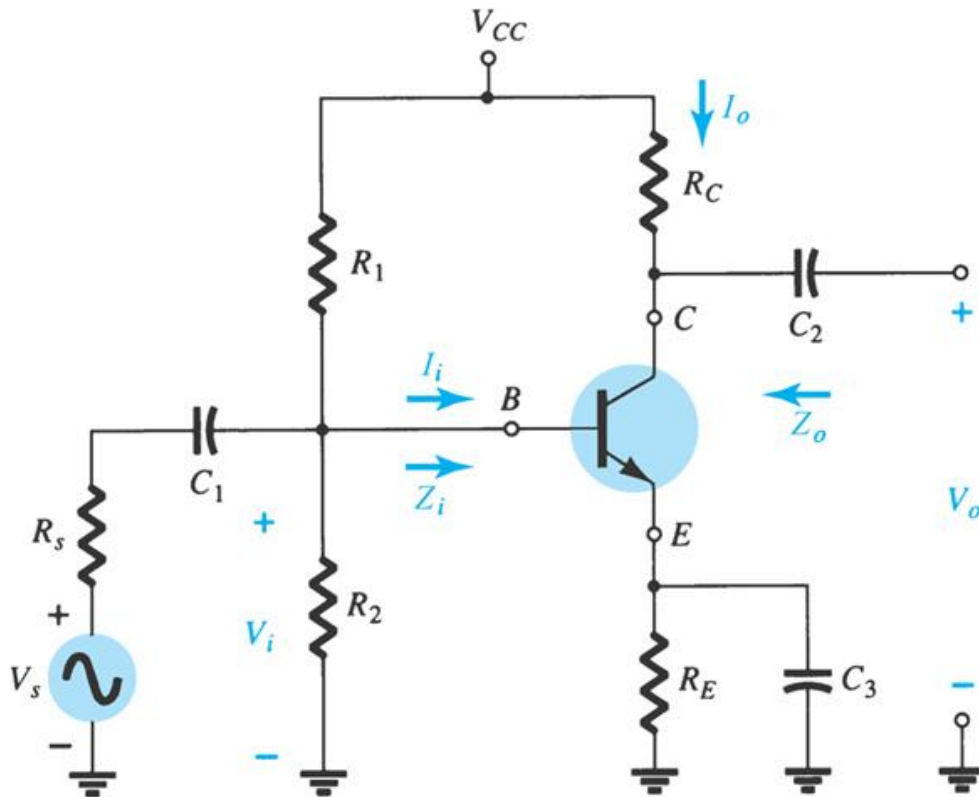 V_CC
I_o
R_C
R_1
C
C_2
+
I_i
B
Z_o
C_1
Z_i
R_s
+
E
V_o
+
R_2
V_i
V_s
R_E
C_3
−
−
−